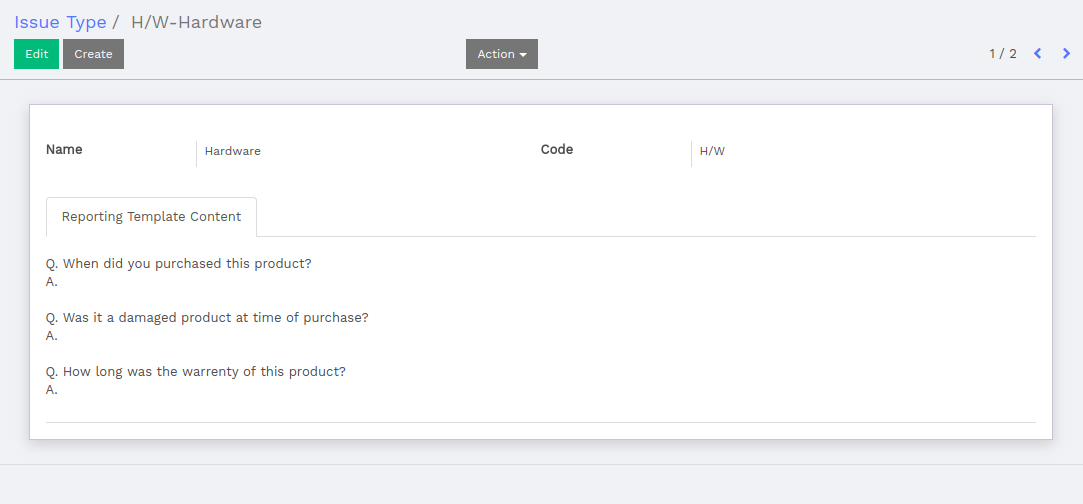 Issue Type / H/W-Hardware
Edit Create Action 1 / 2
Name Hardware Code H/W
Reporting Template Content
Q. When did you purchased this product?
A.
Q. Was it a damaged product at time of purchase?
A.
Q. How long was the warrenty of this product?
A.